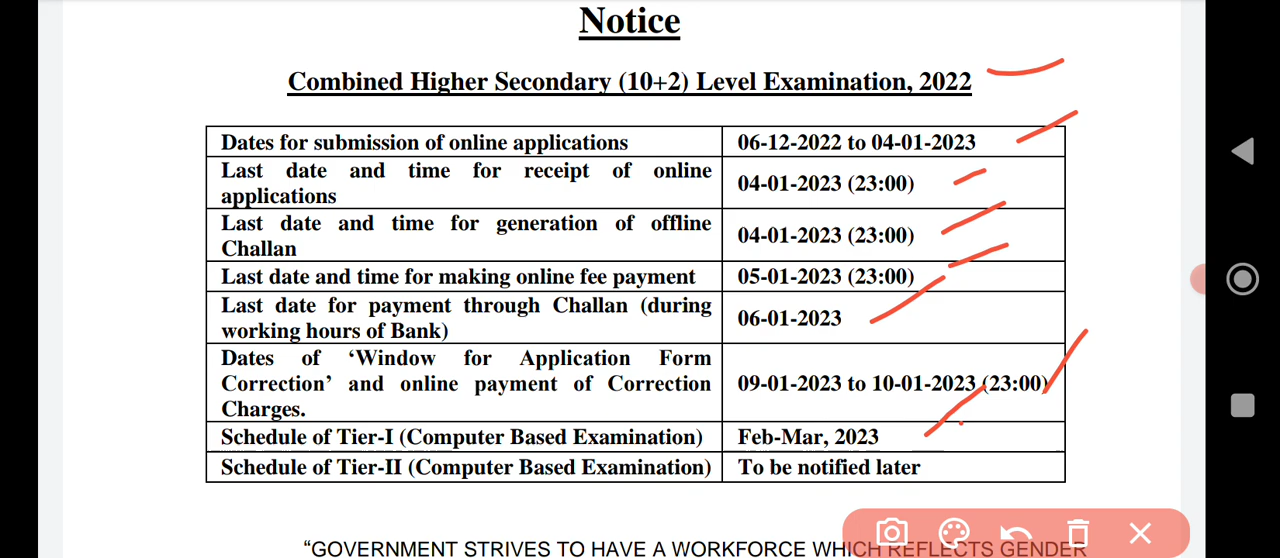 Notice
Combined Higher Secondary (10+2) Level Examination, 2022
Dates for submission of online applications 06-12-2022 to 04-01-2023
Last date and time for receipt of online
applications 04-01-2023 (23:00)
Last date and time for generation of offline
Challan 04-01-2023 (23:00)
Last date and time for making online fee payment 05-01-2023 (23:00)
Last date for payment through Challan (during
working hours of Bank) 06-01-2023
Dates of ‘Window for Application Form
Correction’ and online payment of Correction
Charges. 09-01-2023 to 10-01-2023 (23:00)
Schedule of Tier-I (Computer Based Examination) Feb-Mar, 2023
Schedule of Tier-II (Computer Based Examination) To be notified later
“GOVERNMENT STRIVES TO HAVE A WORKFORCE WHICH REFLECTS GENDER